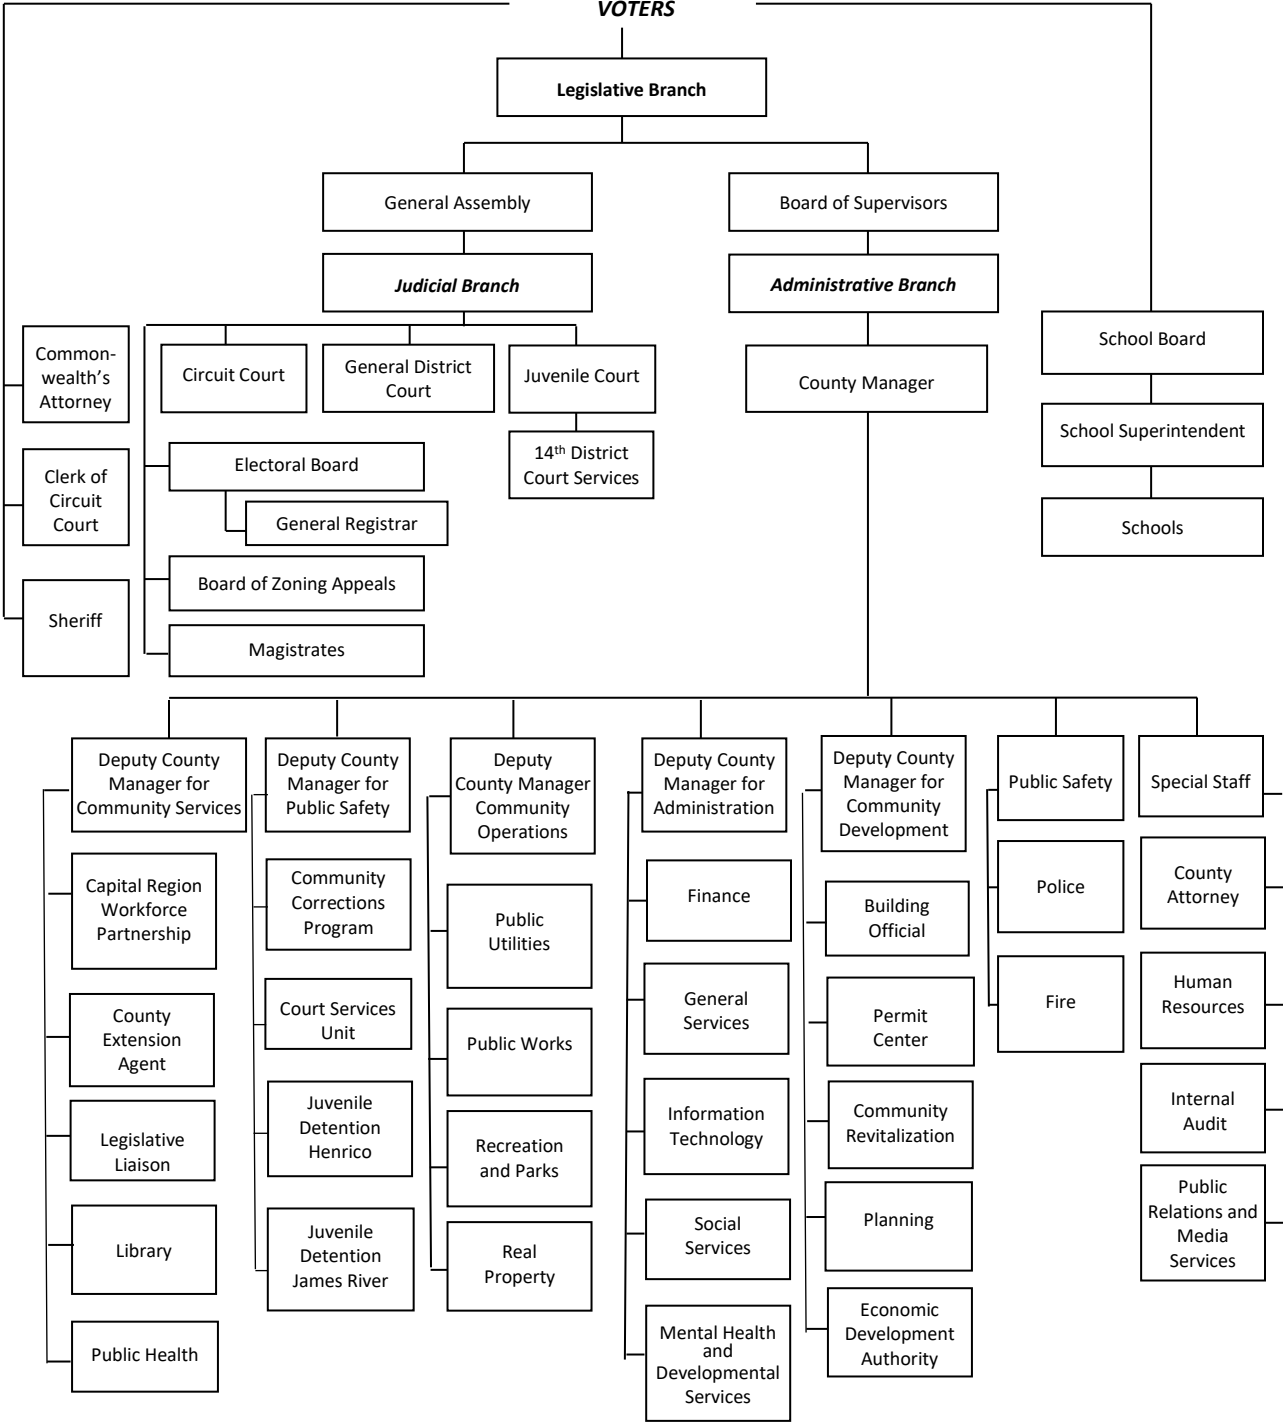 VOTERS
Legislative Branch
General Assembly
Board of Supervisors
Judicial Branch
Administrative Branch
Common-
wealth’s
Attorney
Clerk of
Circuit
Court
Sheriff
Circuit Court
General District
Court
Juvenile Court
14th District
Court Services
Electoral Board
General Registrar
Board of Zoning Appeals
Magistrates
County Manager
School Board
School Superintendent
Schools
Deputy County
Manager for
Community Services
Capital Region
Workforce
Partnership
County
Extension
Agent
Legislative
Liaison
Library
Public Health
Deputy County
Manager for
Public Safety
Community
Corrections
Program
Court Services
Unit
Juvenile
Detention
Henrico
Juvenile
Detention
James River
Deputy
County Manager
Community
Operations
Public
Utilities
Public Works
Recreation
and Parks
Real
Property
Deputy County
Manager for
Administration
Finance
General
Services
Information
Technology
Social
Services
Mental Health
and
Developmental
Services
Deputy County
Manager for
Community
Development
Building
Official
Permit
Center
Community
Revitalization
Planning
Economic
Development
Authority
Public Safety
Police
Fire
Special Staff
County
Attorney
Human
Resources
Internal
Audit
Public
Relations and
Media
Services